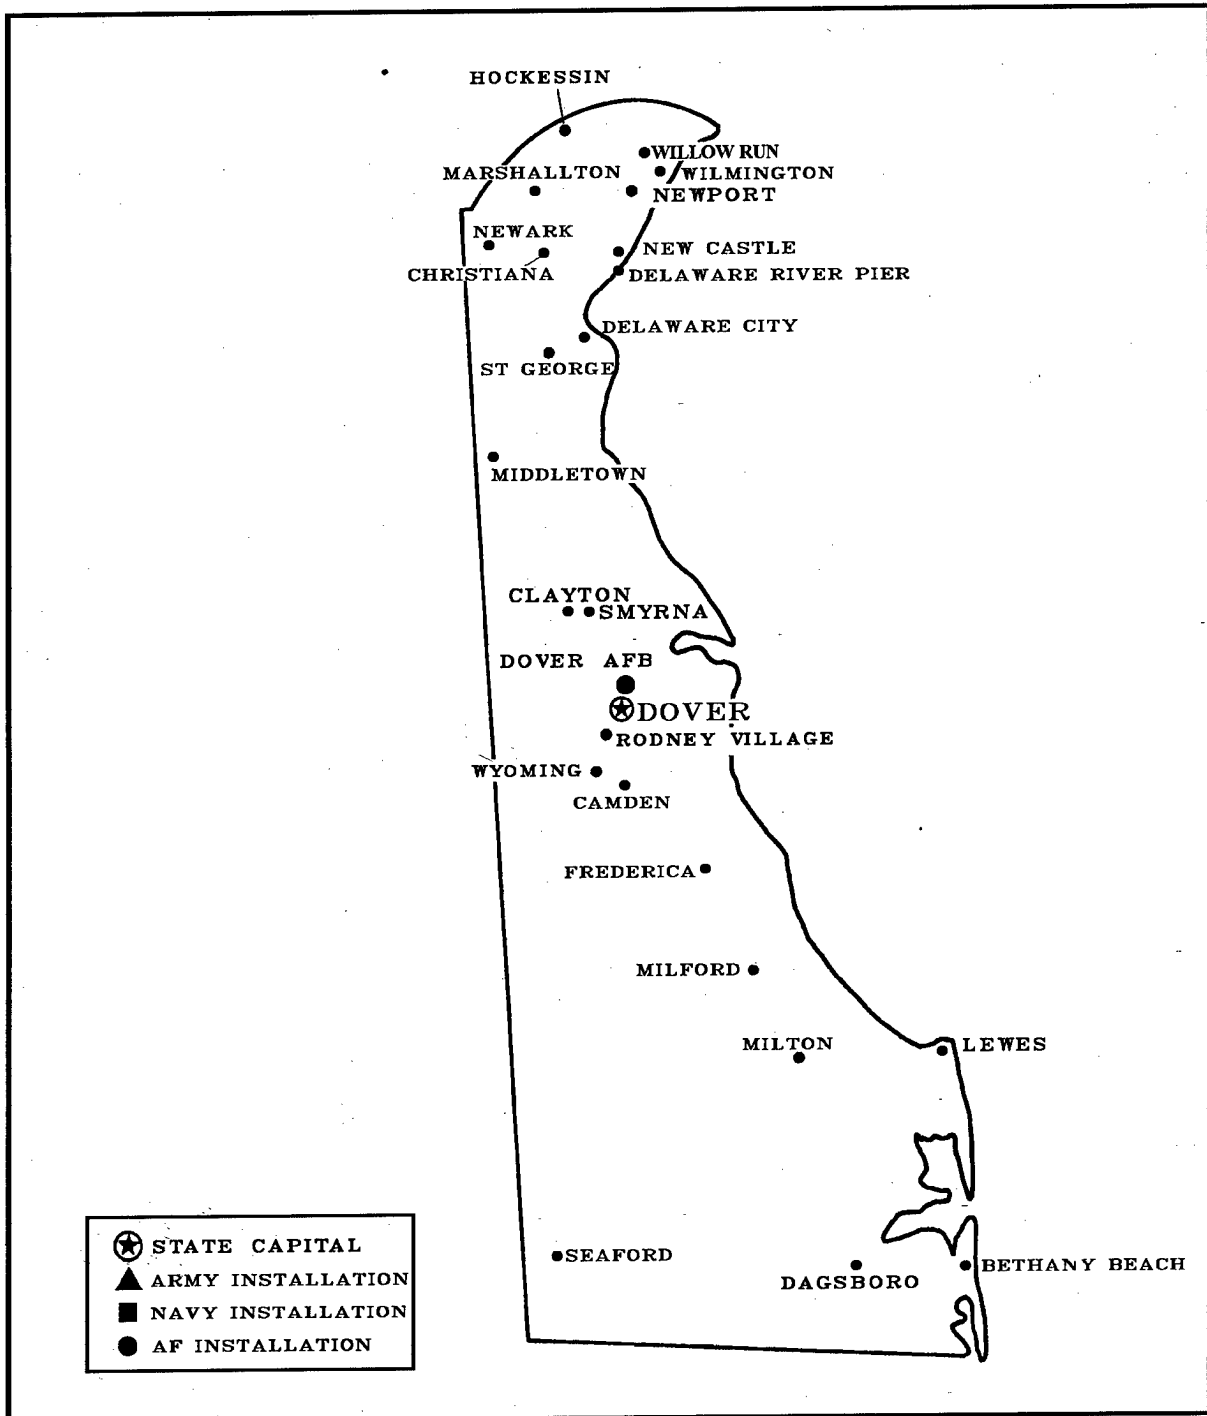 HOCKESSIN
WILLOW RUN
MARSHALLTON
WILMINGTON
NEWPORT
NEWARK
NEW CASTLE
CHRISTIANA
DELAWARE RIVER PIER
DELAWARE CITY
ST GEORGE
MIDDLETOWN
CLAYTON
SMYRNA
DOVER AFB
DOVER
RODNEY VILLAGE
WYOMING
CAMDEN
FREDERICA
MILFORD
MILTON
LEWES
SEAFORD
DAGSBORO
BETHANY BEACH
STATE CAPITAL
ARMY INSTALLATION
NAVY INSTALLATION
AF INSTALLATION